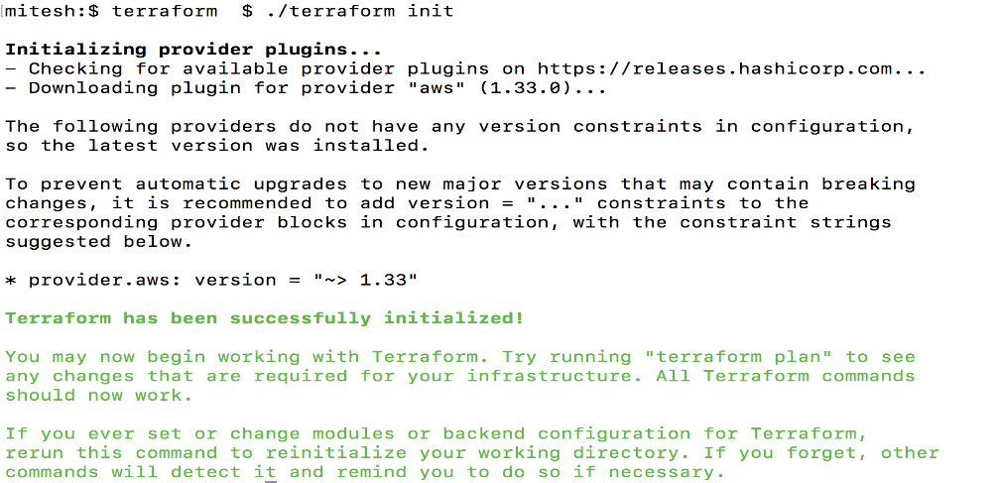 mitesh:$ terraform  $ ./terraform init
Initializing provider plugins...
- Checking for available provider plugins on https://releases.hashicorp.com...
- Downloading plugin for provider "aws" (1.33.0)...
The following providers do not have any version constraints in configuration,
so the latest version was installed.
To prevent automatic upgrades to new major versions that may contain breaking
changes, it is recommended to add version = "..." constraints to the
corresponding provider blocks in configuration, with the constraint strings
suggested below.
* provider.aws: version = "~> 1.33"
Terraform has been successfully initialized!
You may now begin working with Terraform. Try running "terraform plan" to see
any changes that are required for your infrastructure. All Terraform commands
should now work.
If you ever set or change modules or backend configuration for Terraform,
rerun this command to reinitialize your working directory. If you forget, other
commands will detect it and remind you to do so if necessary.